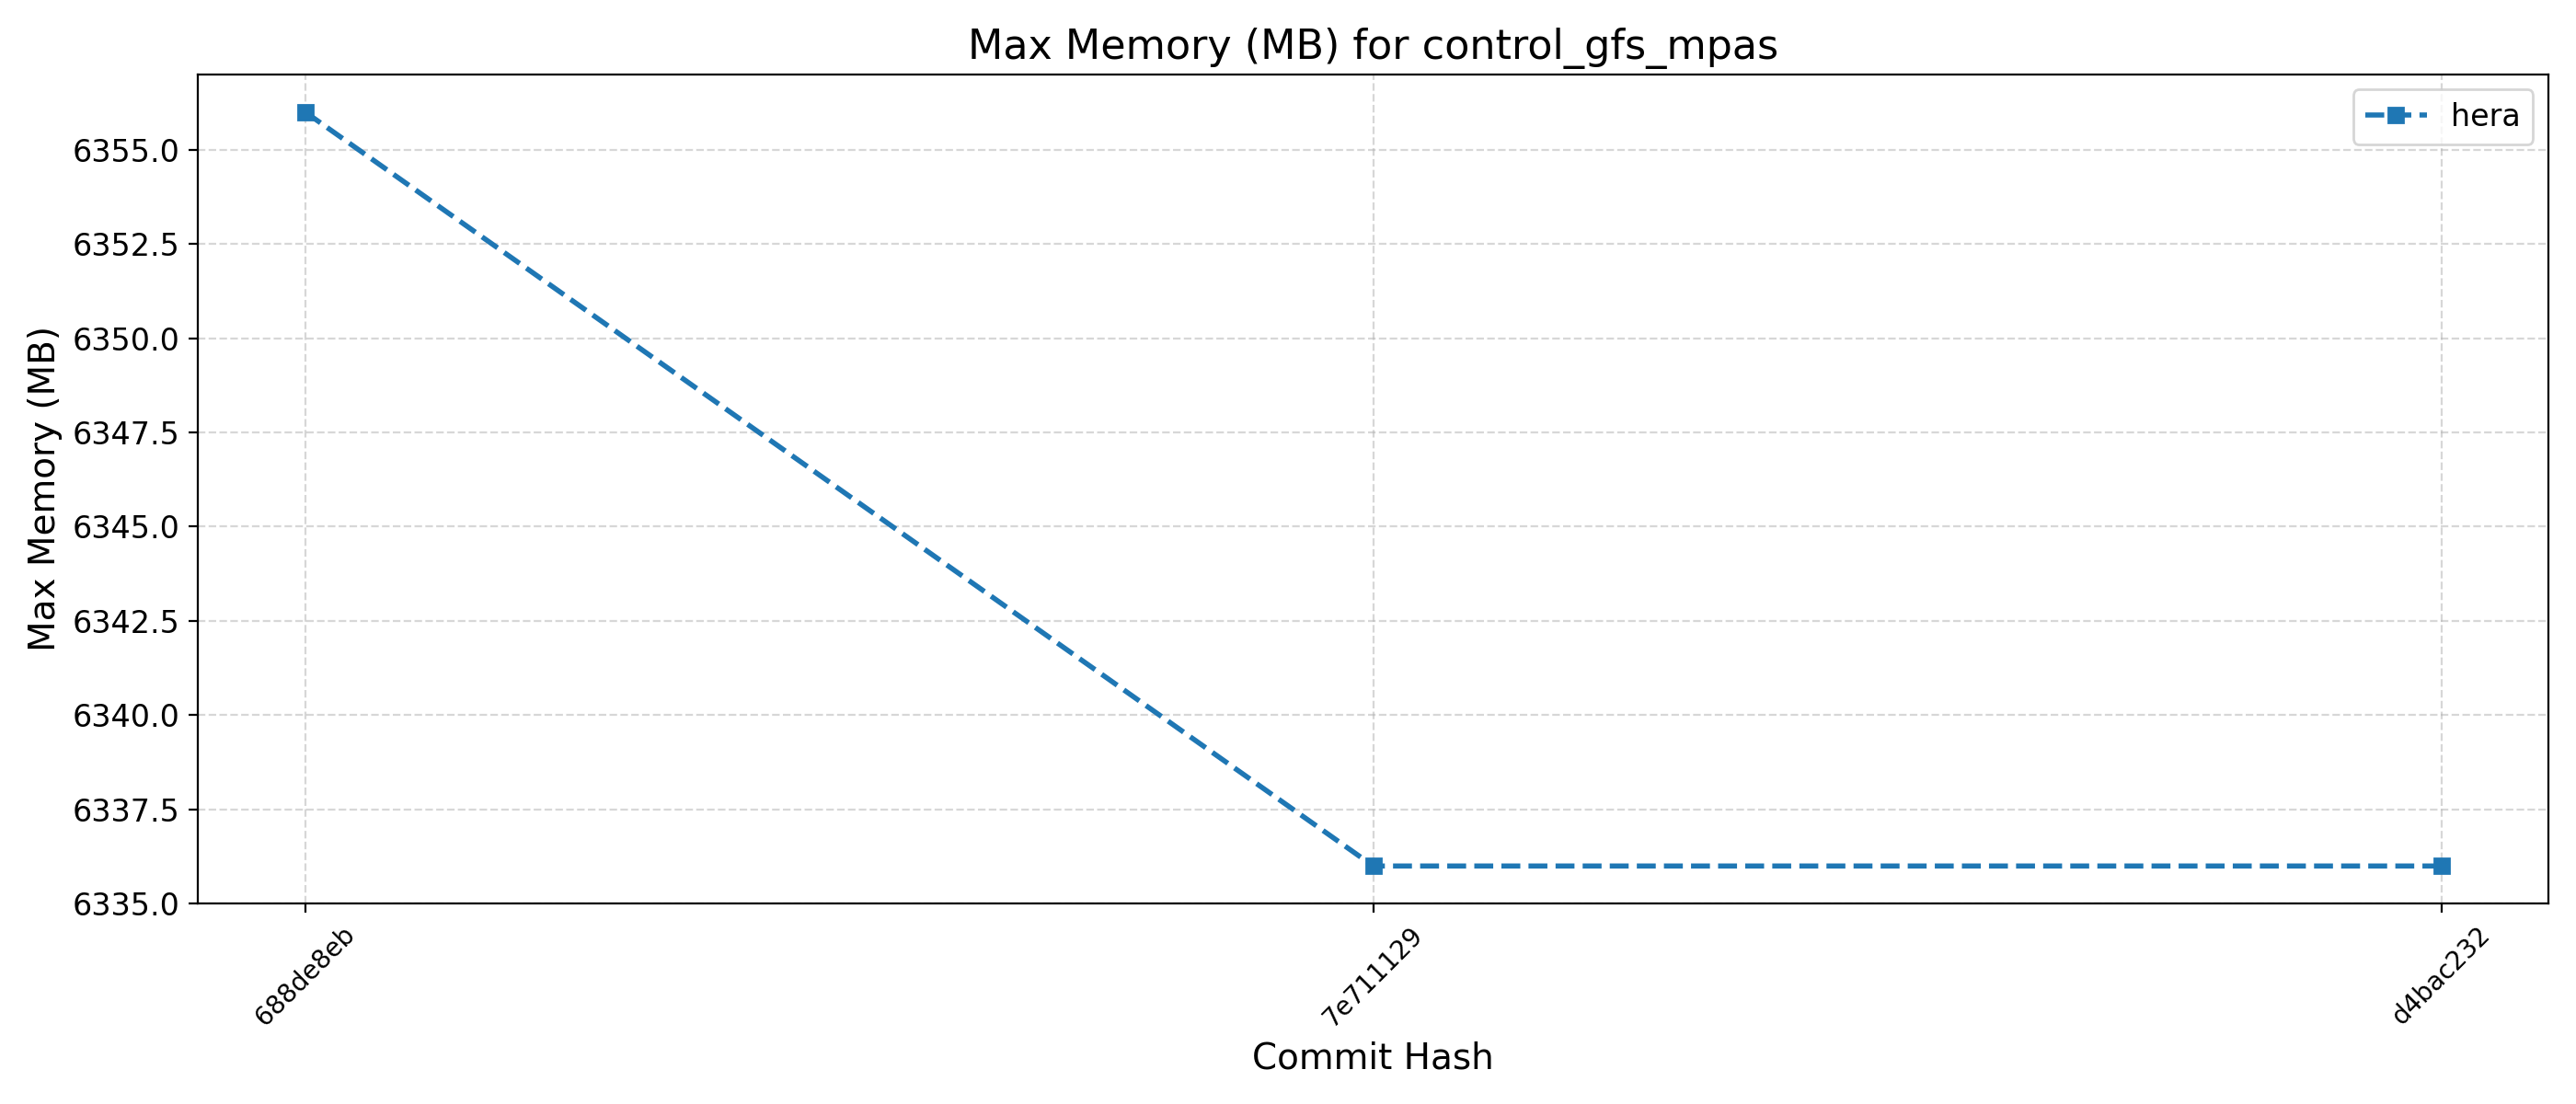 Max Memory (MB) for control_gfs_mpas
hera
Max Memory (MB)
6355.0
6352.5
6350.0
6347.5
6345.0
6342.5
6340.0
6337.5
6335.0
688de8eb
7e711129
d4bac232
Commit Hash